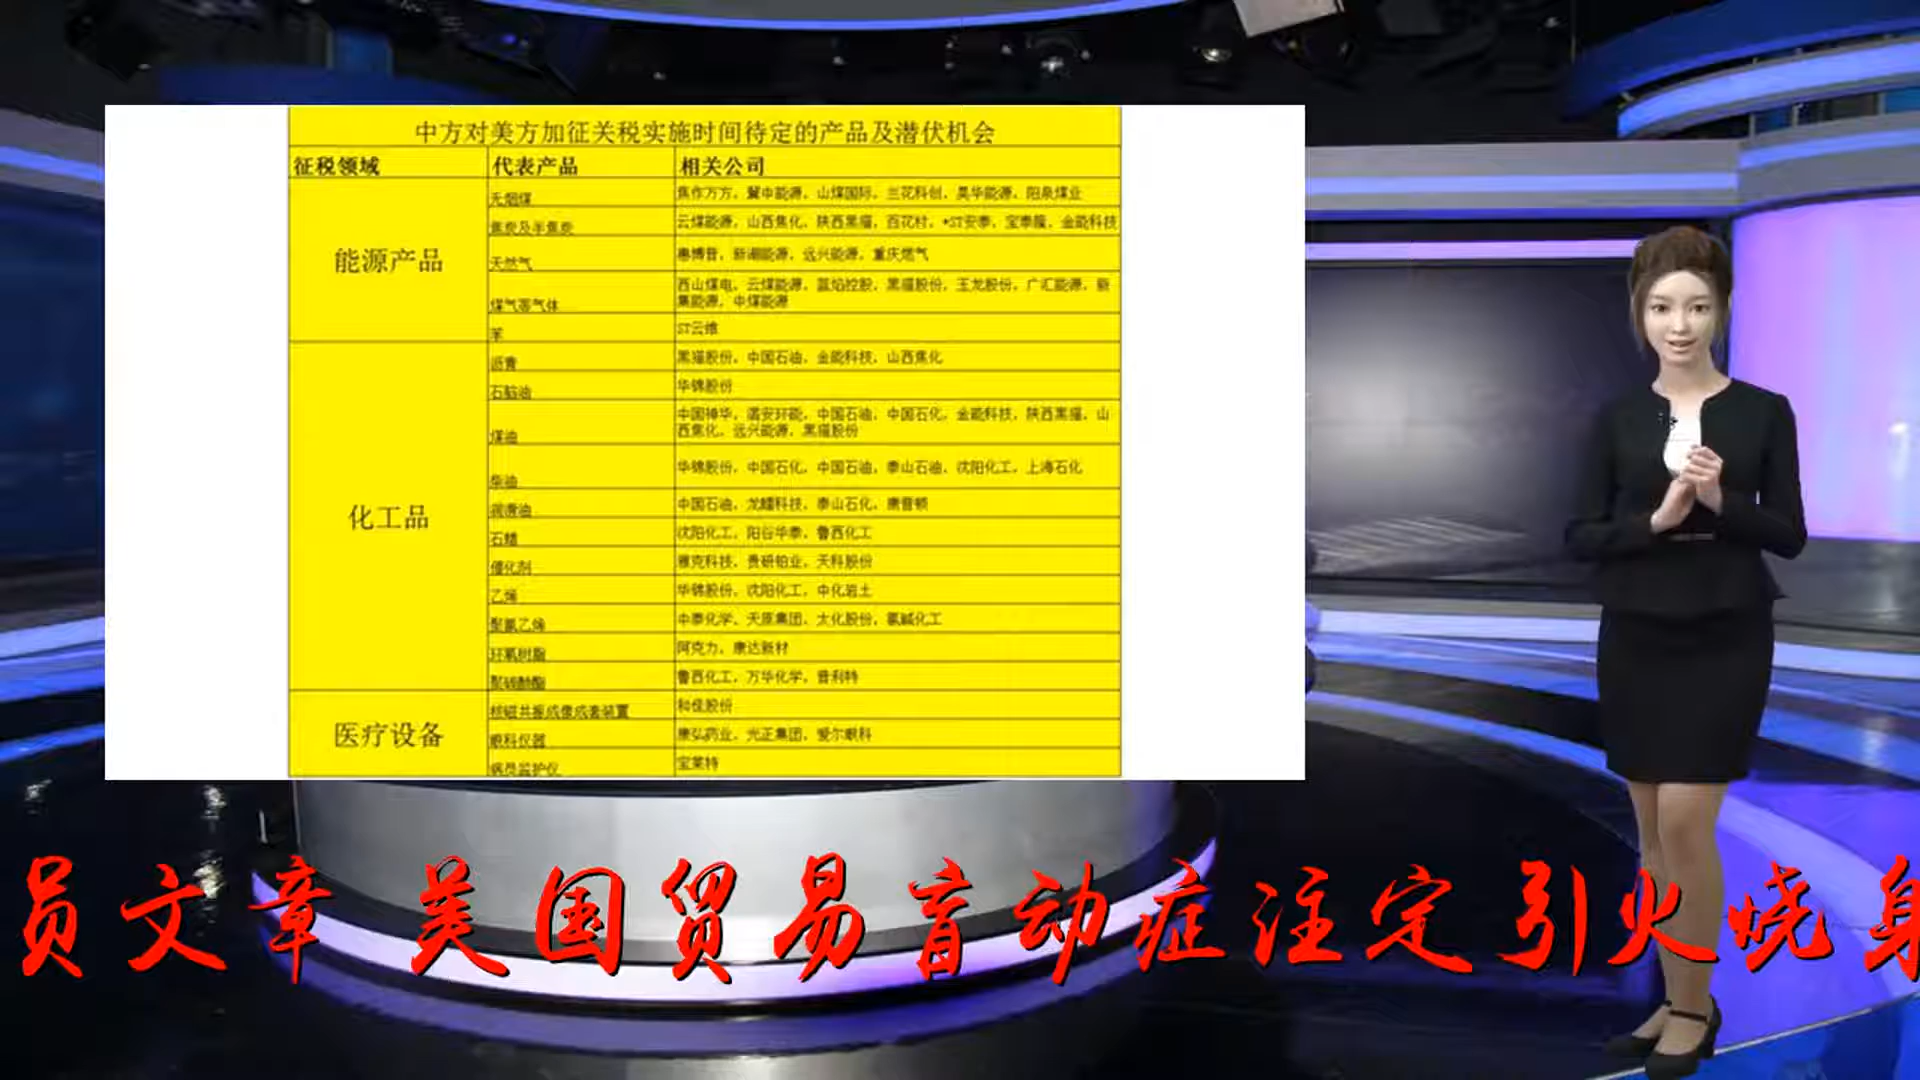 中方对美方加征关税实施时间待定的产品及潜伏机会
征税领域 代表产品 相关公司
能源产品
无烟煤 焦作万方、冀中能源、山煤国际、兰花科创、昊华能源、阳泉煤业
焦炭及半焦炭 云煤能源、山西焦化、陕西黑猫、百花村、*ST安泰、宝泰隆、金能科技
天然气 惠博普、新潮能源、远兴能源、重庆燃气
煤气等气体 西山煤电、云煤能源、蓝焰控股、黑猫股份、玉龙股份、广汇能源、新
集能源、中煤能源
苯 ST云维
化工品
沥青 黑猫股份、中国石油、金能科技、山西焦化
石脑油 华锦股份
煤油 中国神华、诺安环能、中国石油、中国石化、金能科技、陕西黑猫、山
西焦化、远兴能源、黑猫股份
柴油 华锦股份、中国石化、中国石油、泰山石油、沈阳化工、上海石化
润滑油 中国石油、龙蟠科技、泰山石化、康普顿
石蜡 沈阳化工、阳谷华泰、鲁西化工
催化剂 雅克科技、贵研铂业、天科股份
乙烯 华锦股份、沈阳化工、中化岩土
聚氯乙烯 中泰化学、天原集团、太化股份、氯碱化工
环氧树脂 阿克力、康达新材
聚碳酸酯 鲁西化工、万华化学、普利特
医疗设备
核磁共振成像成套装置 和佳股份
眼科仪器 康弘药业、光正集团、爱尔眼科
病员监护仪 宝莱特
员文章 美国贸易盲动症注定引火烧身